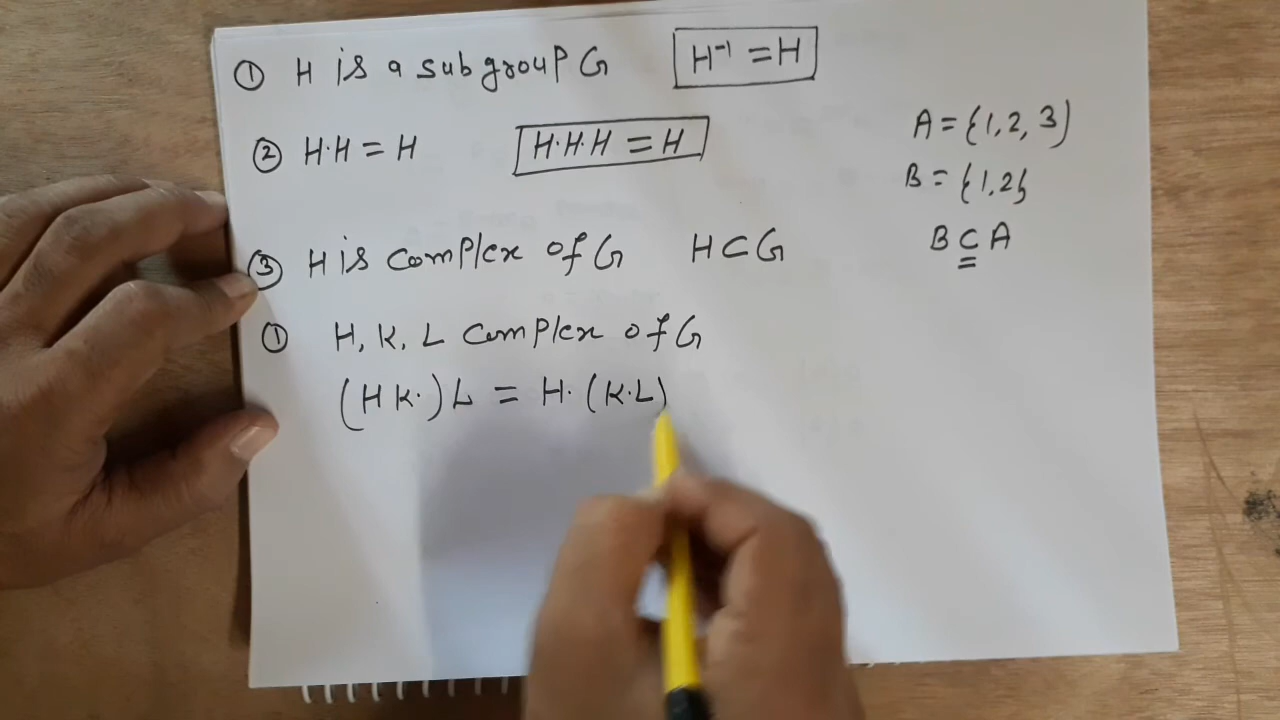 ① H is a subgroup G H⁻¹ = H
② H·H = H H·H·H = H
A = {1, 2, 3)
B = {1, 2}
B ⊂ A
③ H is complex of G H ⊂ G
① H, K, L complex of G
(H K·) L = H· (K·L)